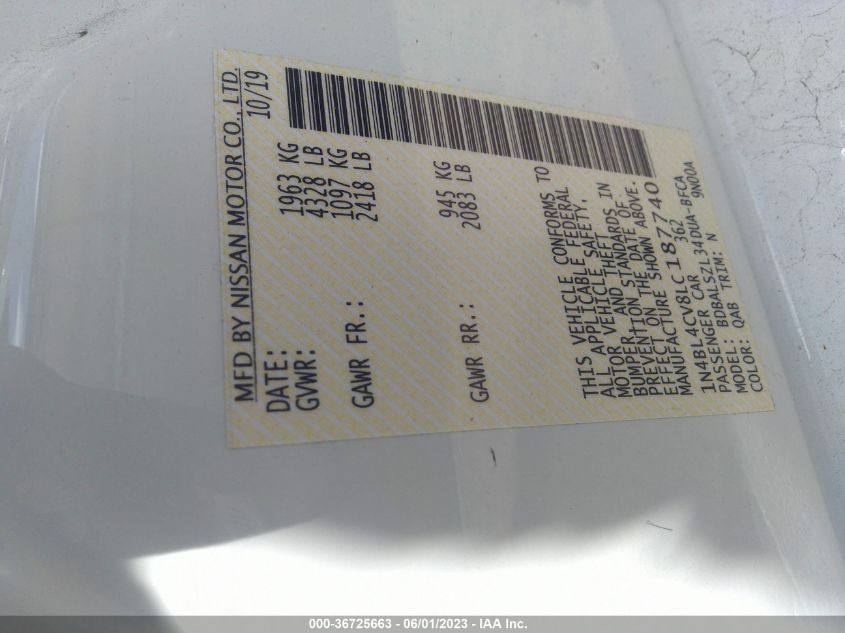 MFD BY NISSAN MOTOR CO., LTD.
DATE: 10/19
GVWR: 1963 KG
4328 LB
GAWR FR.: 1097 KG
2418 LB
GAWR RR.: 945 KG
2083 LB
THIS VEHICLE CONFORMS TO
ALL APPLICABLE FEDERAL
MOTOR VEHICLE SAFETY,
BUMPER, AND THEFT
PREVENTION STANDARDS IN
EFFECT ON THE DATE OF
MANUFACTURE SHOWN ABOVE.
1N4BL4CV8LC187740
PASSENGER CAR 1877
MODEL: BDBALSZL34DUA-BFCA 362
COLOR: QAB TRIM: N 9N00A
000-36725663 - 06/01/2023 - IAA Inc.